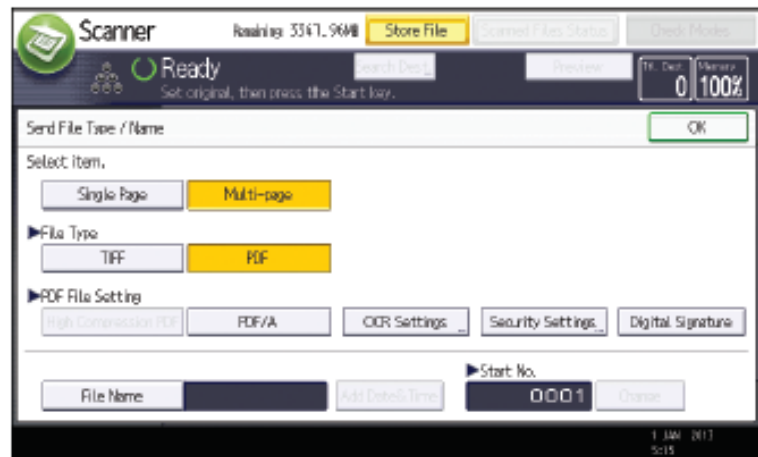 Scanner Remaining 3367.96MB Store File Scanned Files Status Check Modes
Ready Search Dest. Preview TX. Dest. Memory
Set original, then press the Start key. 0 100%
Send File Type / Name OK
Select item.
Single Page Multi-page
►File Type
TIFF PDF
►PDF File Setting
High Compression PDF PDF/A OCR Settings Security Settings Digital Signature
►Start No.
File Name Add Date&Time 0001 Change
1 JAN 2013
5:15